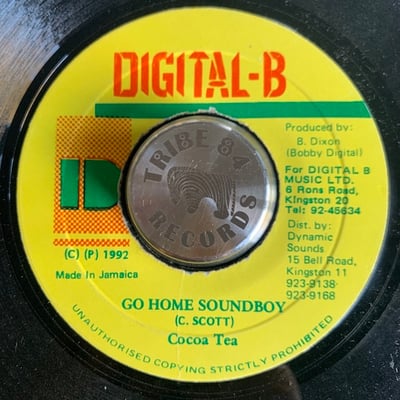 DIGITAL-B
Produced by:
B. Dixon
(Bobby Digital)
For DIGITAL B
MUSIC LTD.
6 Rons Road,
Kingston 20
Tel: 92-45634
Dist. by:
Dynamic
Sounds
15 Bell Road,
Kingston 11
923-9138-
923-9168
ID
TRIBE 84
RECORDS
(C) (P) 1992
Made in Jamaica
GO HOME SOUNDBOY
(C. SCOTT)
Cocoa Tea
UNAUTHORISED COPYING STRICTLY PROHIBITED